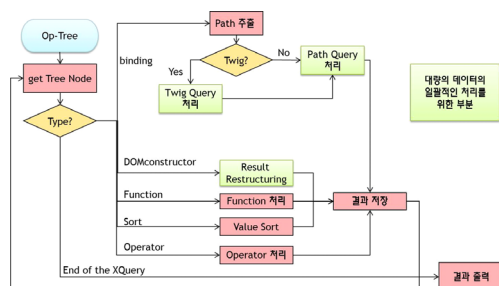 Op-Tree
get Tree Node
Type?
binding
Path 추출
Twig?
Yes
No
Twig Query
처리
Path Query
처리
대량의 데이터의
일괄적인 처리를
위한 부분
DOMconstructor
Result
Restructuring
Function
Function 처리
결과 저장
Sort
Value Sort
Operator
Operator 처리
End of the XQuery
결과 출력